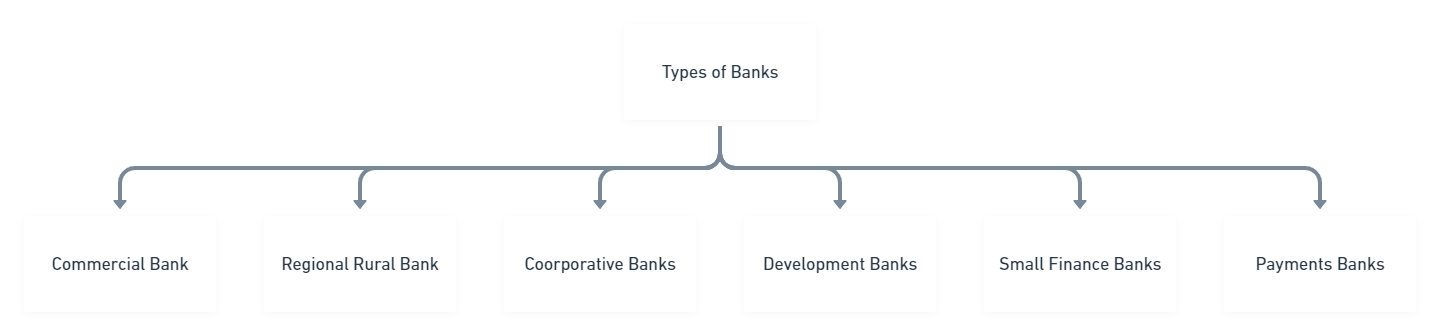 Types of Banks
Commercial Bank
Regional Rural Bank
Coorporative Banks
Development Banks
Small Finance Banks
Payments Banks